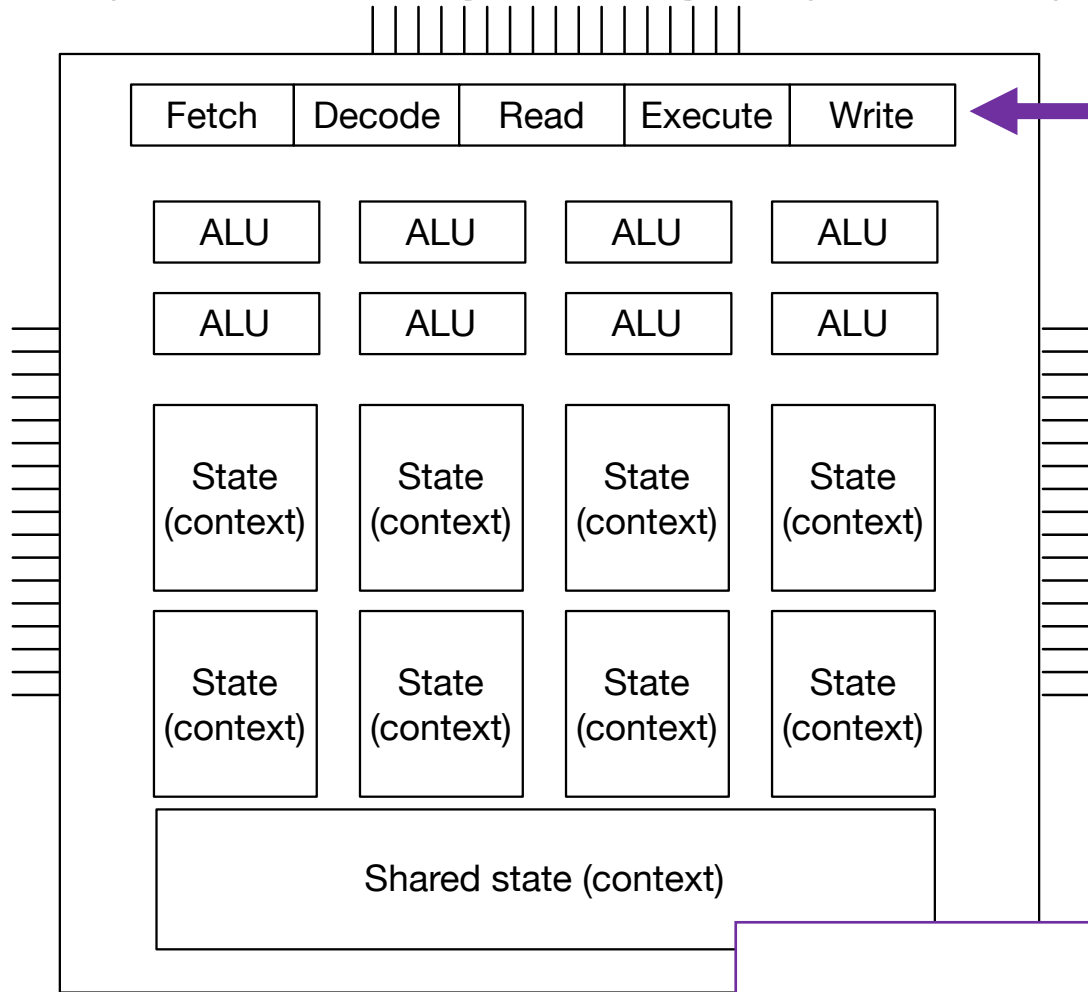 Fetch Decode Read Execute Write
ALU ALU ALU ALU
ALU ALU ALU ALU
State State State State
(context) (context) (context) (context)
State State State State
(context) (context) (context) (context)
Shared state (context)